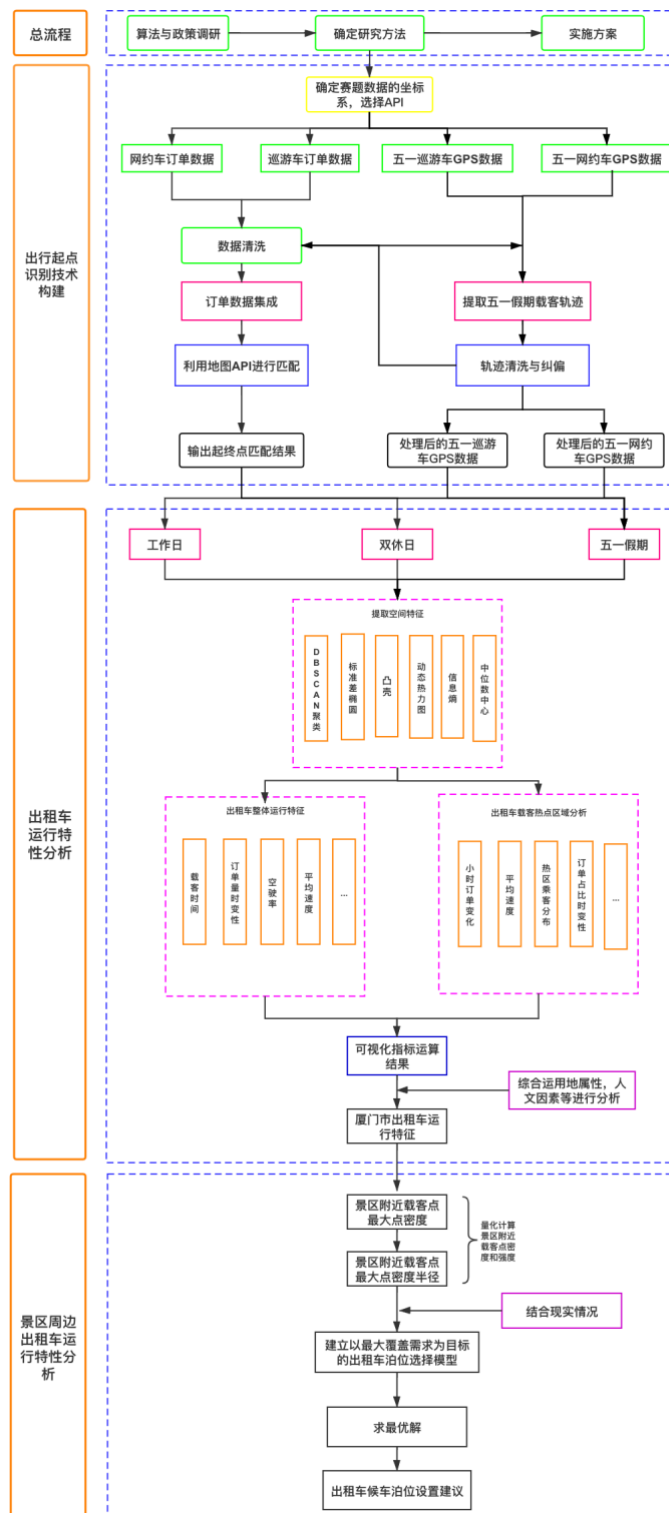 总流程
算法与政策调研
确定研究方法
实施方案
出行起点
识别技术
构建
确定赛题数据的坐标
系，选择API
网约车订单数据
巡游车订单数据
五一巡游车GPS数据
五一网约车GPS数据
数据清洗
订单数据集成
提取五一假期载客轨迹
利用地图API进行匹配
轨迹清洗与纠偏
输出起终点匹配结果
处理后的五一巡游
车GPS数据
处理后的五一网约
车GPS数据
出租车
运行特
性分析
工作日
双休日
五一假期
提取空间特征
DBSCAN聚类
标准差椭圆
凸壳
动态热力图
信息熵
中位数中心
出租车整体运行特征
载客时间
订单量时变性
空驶率
平均速度
...
出租车载客热点区域分析
小时订单变化
平均速度
热区乘客分布
订单占比时变性
...
可视化指标运算
结果
综合运用地属性，人
文因素等进行分析
厦门市出租车运
行特征
景区周边
出租车运
行特性分
析
景区附近载客点
最大点密度
景区附近载客点
最大点密度半径
量化计算
景区附近
载客点密
度和强度
结合现实情况
建立以最大覆盖需求为目标
的出租车泊位选择模型
求最优解
出租车候车泊位设置建议